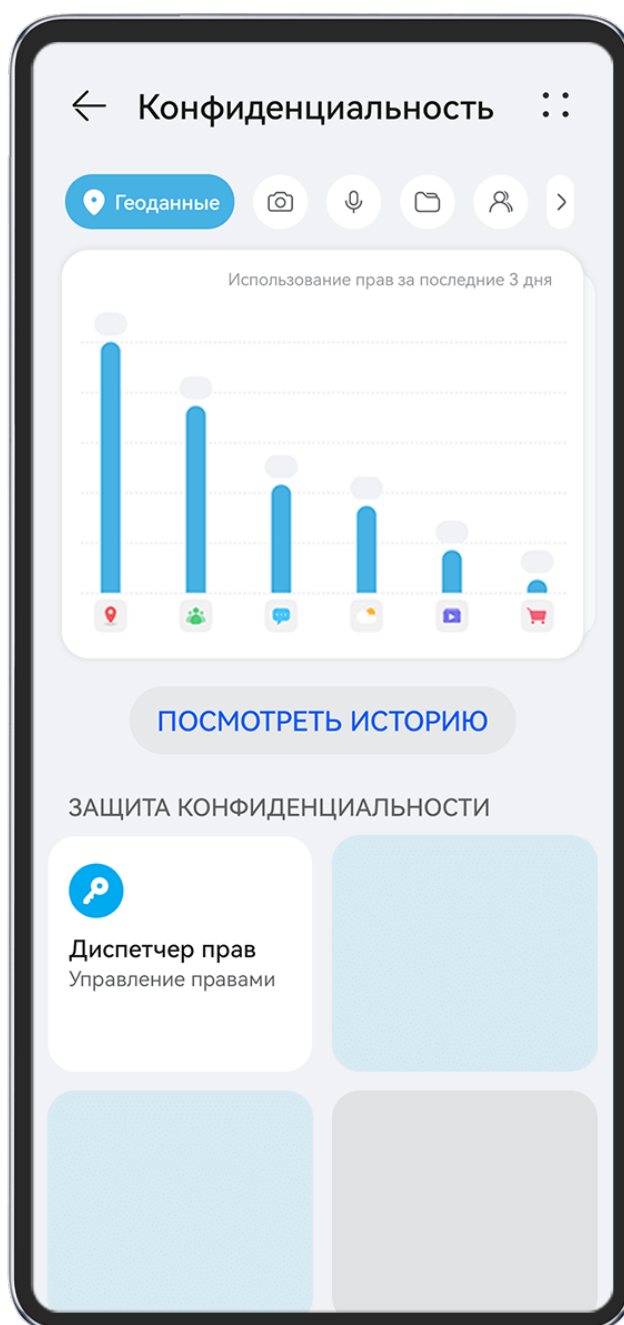 Конфиденциальность
Геоданные
Использование прав за последние 3 дня
ПОСМОТРЕТЬ ИСТОРИЮ
ЗАЩИТА КОНФИДЕНЦИАЛЬНОСТИ
Диспетчер прав
Управление правами